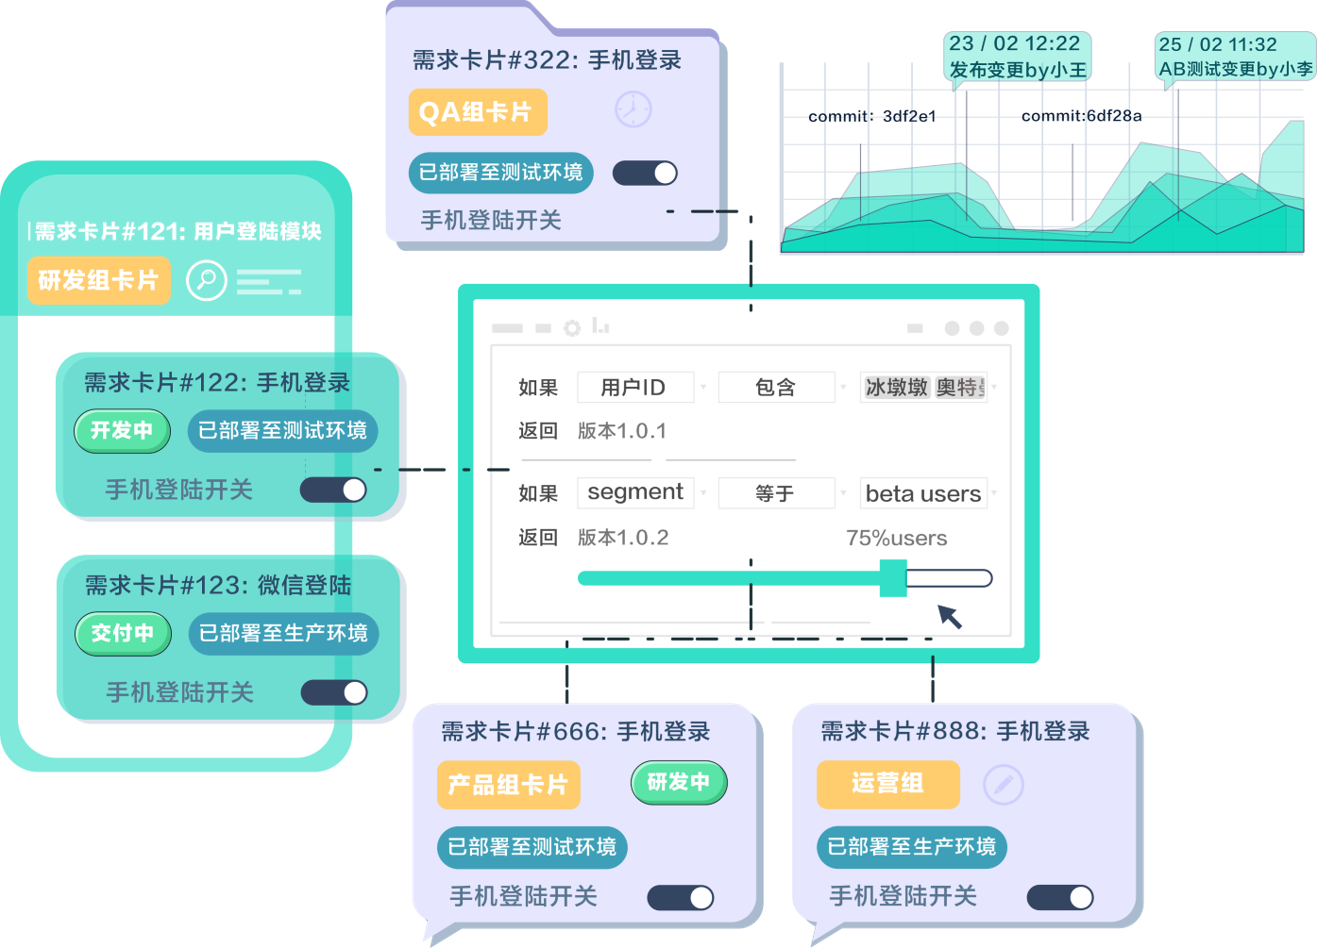 需求卡片#322: 手机登录
QA组卡片
已部署至测试环境
手机登陆开关
23 / 02 12:22
发布变更by小王
25 / 02 11:32
AB测试变更by小李
commit: 3df2e1
commit:6df28a
需求卡片#121: 用户登陆模块
研发组卡片
需求卡片#122: 手机登录
开发中 已部署至测试环境
手机登陆开关
需求卡片#123: 微信登陆
交付中 已部署至生产环境
手机登陆开关
如果 用户ID 包含 冰墩墩 奥特
返回 版本1.0.1
如果 segment 等于 beta users
返回 版本1.0.2 75%users
需求卡片#666: 手机登录
产品组卡片 研发中
已部署至测试环境
手机登陆开关
需求卡片#888: 手机登录
运营组
已部署至生产环境
手机登陆开关